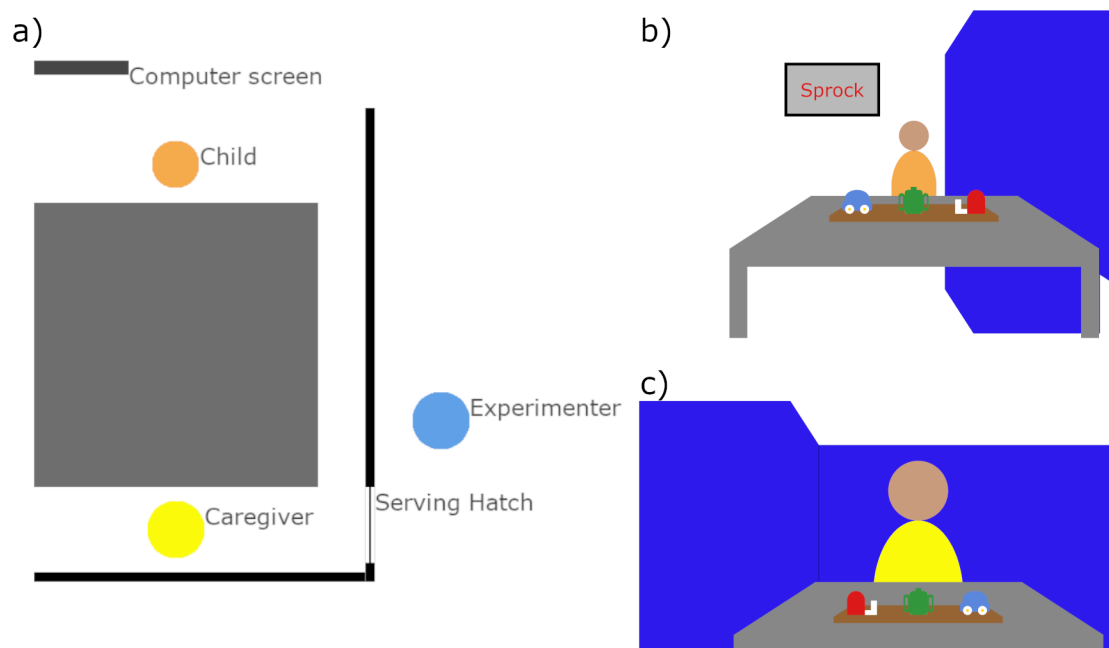 a)
Computer screen
Child
Experimenter
Serving Hatch
Caregiver
b)
Sprock
c)